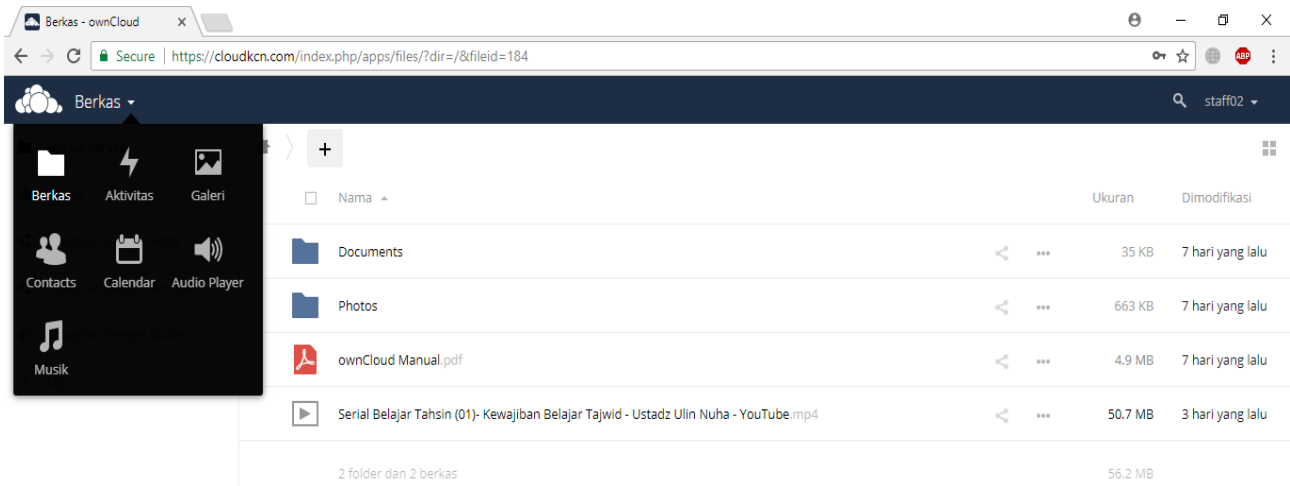 Berkas - ownCloud
Secure | https://cloudkcn.com/index.php/apps/files/?dir=/&fileid=184
ABP
Berkas
staff02
Berkas Aktivitas Galeri
Contacts Calendar Audio Player
Musik
+
Nama Ukuran Dimodifikasi
Documents 35 KB 7 hari yang lalu
Photos 663 KB 7 hari yang lalu
ownCloud Manual.pdf 4.9 MB 7 hari yang lalu
Serial Belajar Tahsin (01)- Kewajiban Belajar Tajwid - Ustadz Ulin Nuha - YouTube.mp4 50.7 MB 3 hari yang lalu
2 folder dan 2 berkas 56.2 MB